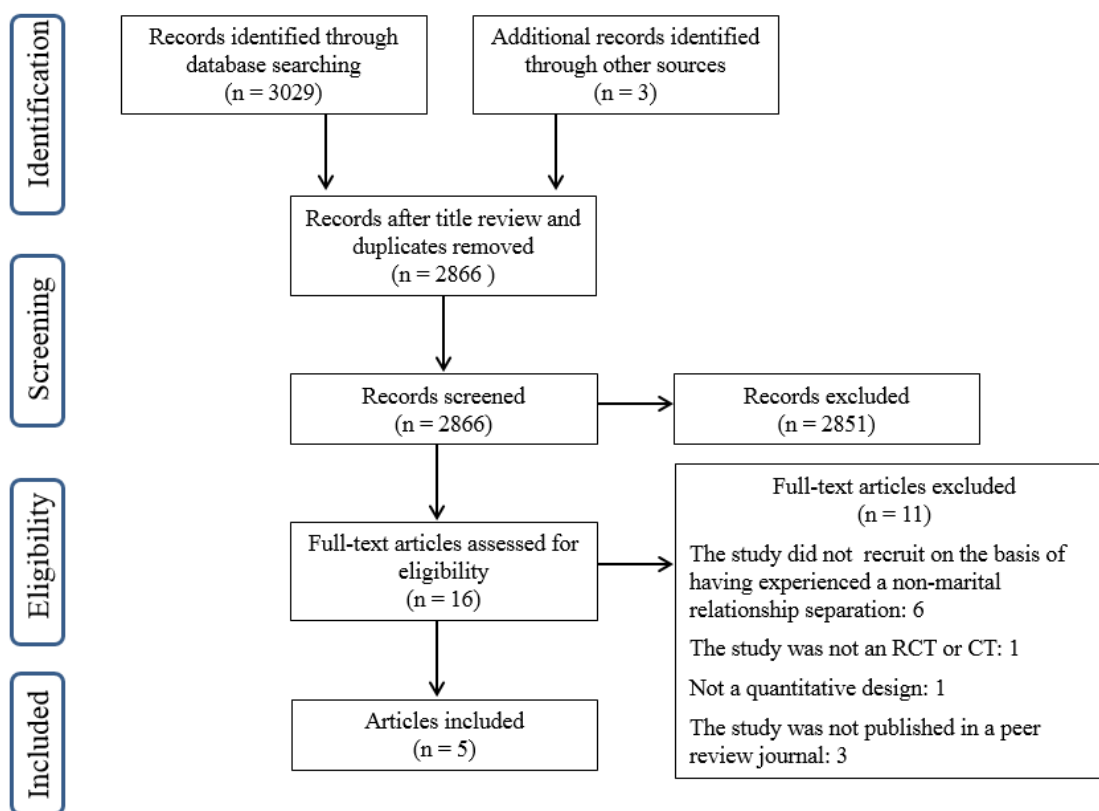 Identification
Records identified through
database searching
(n = 3029)
Additional records identified
through other sources
(n = 3)
Records after title review and
duplicates removed
(n = 2866 )
Screening
Records screened
(n = 2866)
Records excluded
(n = 2851)
Eligibility
Full-text articles assessed for
eligibility
(n = 16)
Full-text articles excluded
(n = 11)
The study did not  recruit on the basis of
having experienced a non-marital
relationship separation: 6
The study was not an RCT or CT: 1
Not a quantitative design: 1
The study was not published in a peer
review journal: 3
Included
Articles included
(n = 5)